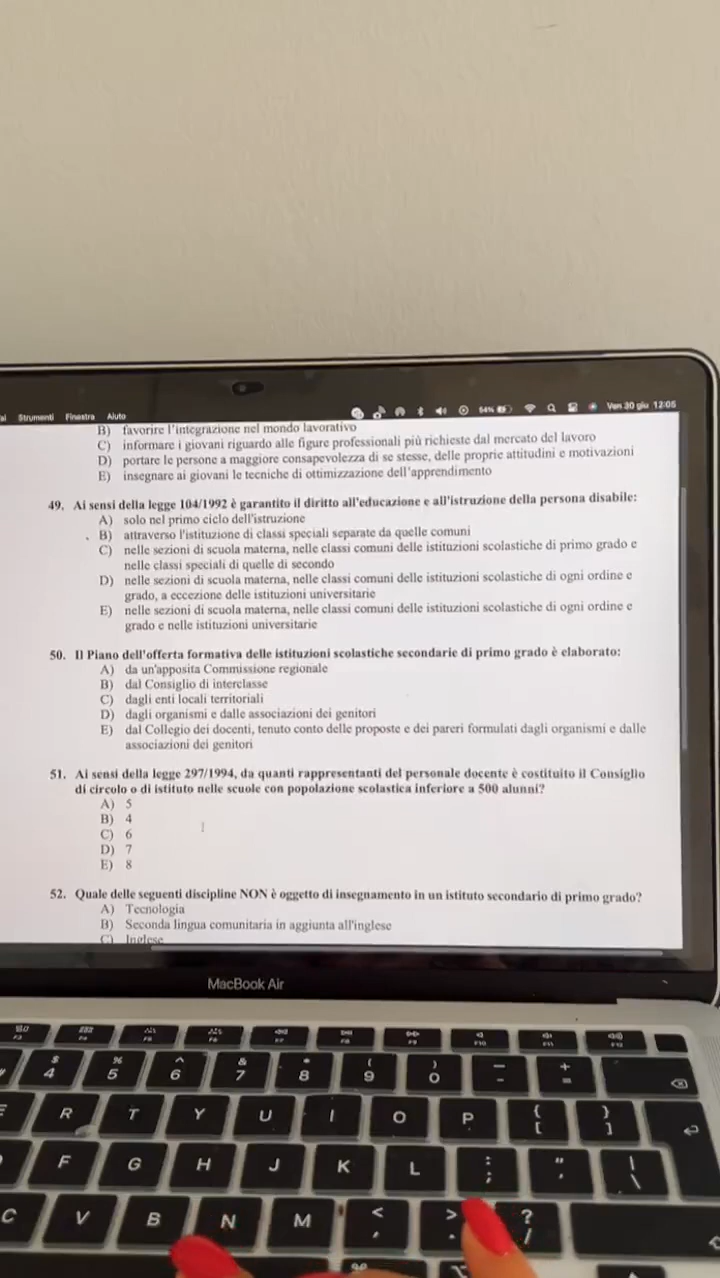 Strumenti Finestra Aiuto 54% Ven 30 giu 12:05
B) favorire l'integrazione nel mondo lavorativo
C) informare i giovani riguardo alle figure professionali più richieste dal mercato del lavoro
D) portare le persone a maggiore consapevolezza di se stesse, delle proprie attitudini e motivazioni
E) insegnare ai giovani le tecniche di ottimizzazione dell'apprendimento
49. Ai sensi della legge 104/1992 è garantito il diritto all'educazione e all'istruzione della persona disabile:
A) solo nel primo ciclo dell'istruzione
B) attraverso l'istituzione di classi speciali separate da quelle comuni
C) nelle sezioni di scuola materna, nelle classi comuni delle istituzioni scolastiche di primo grado e
nelle classi speciali di quelle di secondo
D) nelle sezioni di scuola materna, nelle classi comuni delle istituzioni scolastiche di ogni ordine e
grado, a eccezione delle istituzioni universitarie
E) nelle sezioni di scuola materna, nelle classi comuni delle istituzioni scolastiche di ogni ordine e
grado e nelle istituzioni universitarie
50. Il Piano dell'offerta formativa delle istituzioni scolastiche secondarie di primo grado è elaborato:
A) da un'apposita Commissione regionale
B) dal Consiglio di interclasse
C) dagli enti locali territoriali
D) dagli organismi e dalle associazioni dei genitori
E) dal Collegio dei docenti, tenuto conto delle proposte e dei pareri formulati dagli organismi e dalle
associazioni dei genitori
51. Ai sensi della legge 297/1994, da quanti rappresentanti del personale docente è costituito il Consiglio
di circolo o di istituto nelle scuole con popolazione scolastica inferiore a 500 alunni?
A) 5
B) 4
C) 6
D) 7
E) 8
52. Quale delle seguenti discipline NON è oggetto di insegnamento in un istituto secondario di primo grado?
A) Tecnologia
B) Seconda lingua comunitaria in aggiunta all'inglese
C) Inglese
MacBook Air
F10
$ % ^ & * ( ) — +
4 5 6 7 8 9 0 - =
R T Y U I O P { [ } ]
F G H J K L : ; " ' | \
C V B N M < , > . ? /